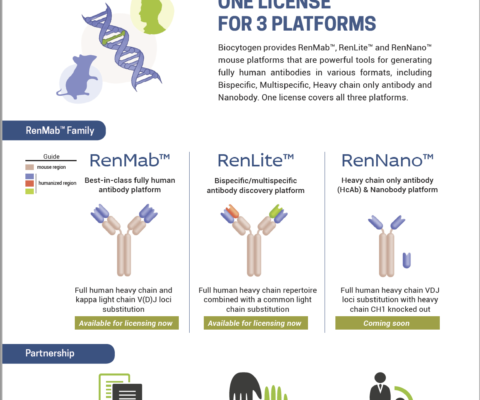 ONE LICENSE
FOR 3 PLATFORMS
Biocytogen provides RenMab™, RenLite™ and RenNano™
mouse platforms that are powerful tools for generating
fully human antibodies in various formats, including
Bispecific, Multispecific, Heavy chain only antibody and
Nanobody. One license covers all three platforms.
RenMab™ Family
Guide
mouse region
humanized region
RenMab™
Best-in-class fully human
antibody platform
Full human heavy chain and
kappa light chain V(D)J loci
substitution
Available for licensing now
RenLite™
Bispecific/multispecific
antibody discovery platform
Full human heavy chain repertoire
combined with a common light
chain substitution
Available for licensing now
RenNano™
Heavy chain only antibody
(HcAb) & Nanobody platform
Full human heavy chain VDJ
loci substitution with heavy
chain CH1 knocked out
Coming soon
Partnership